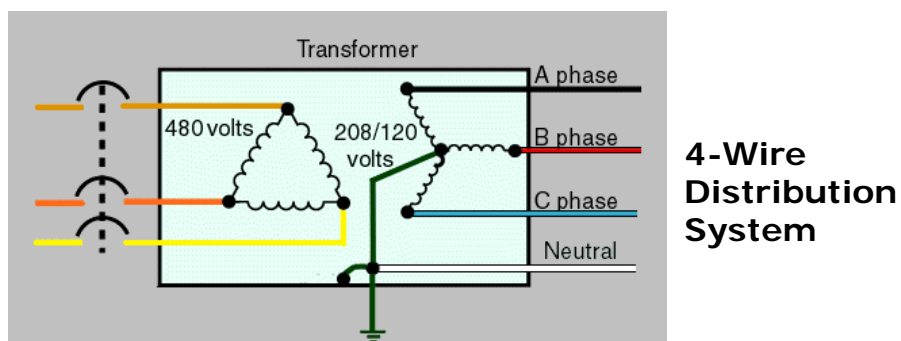 Transformer
480 volts
208/120
volts
A phase
B phase
C phase
Neutral
4-Wire
Distribution
System